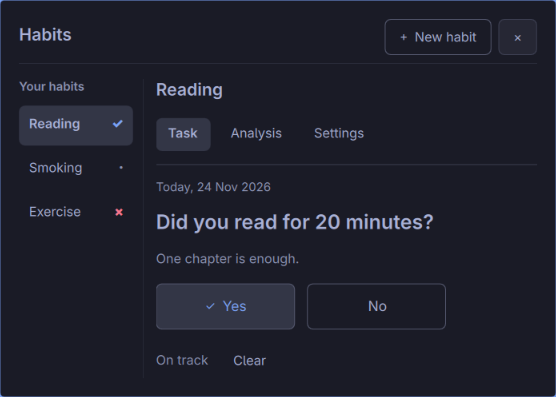 Habits
+ New habit
×
Your habits
Reading ✓
Smoking •
Exercise ×
Reading
Task Analysis Settings
Today, 24 Nov 2026
Did you read for 20 minutes?
One chapter is enough.
✓ Yes
No
On track Clear